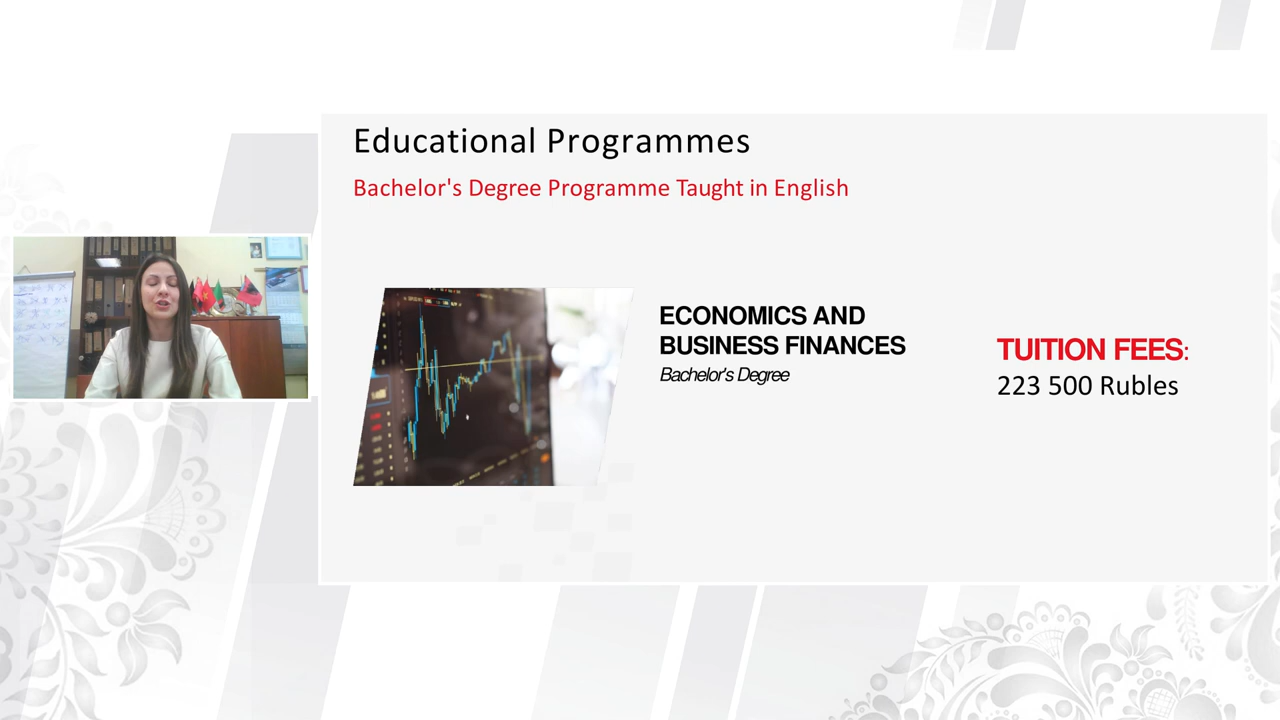 Educational Programmes
Bachelor's Degree Programme Taught in English
ECONOMICS AND
BUSINESS FINANCES
Bachelor's Degree
TUITION FEES:
223 500 Rubles